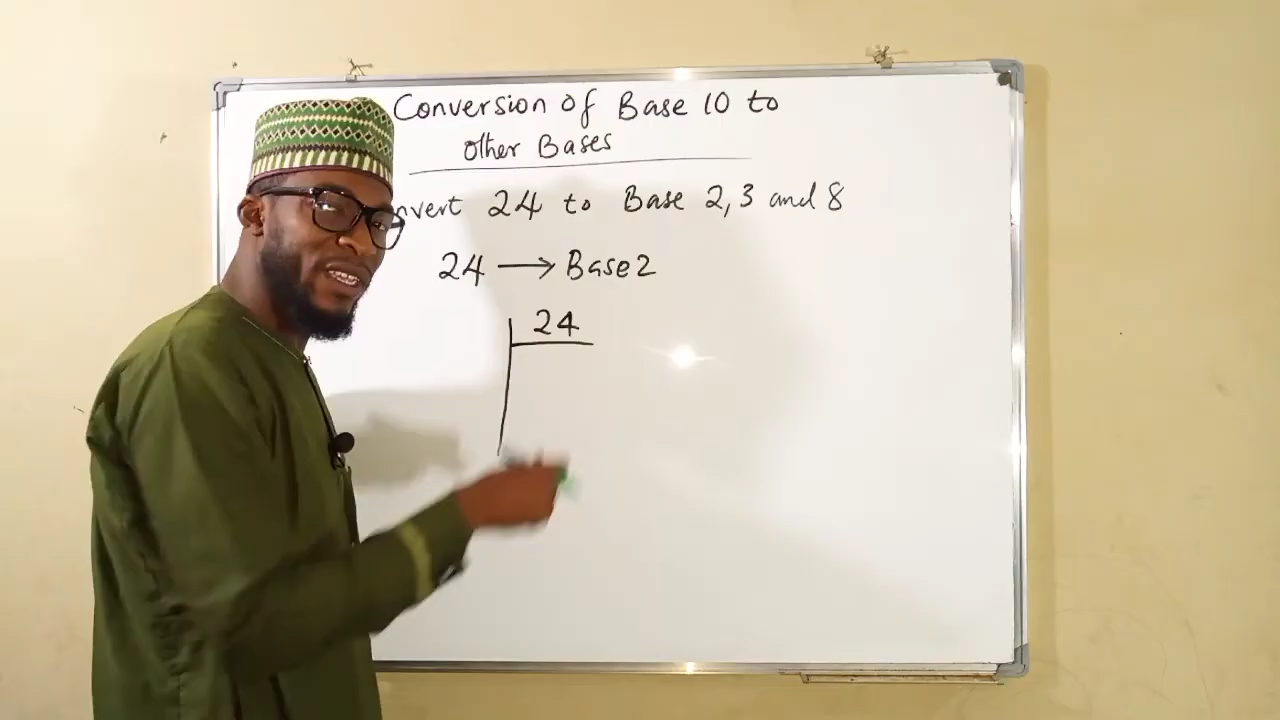 Conversion of Base 10 to
other Bases
nvert 24 to Base 2, 3 and 8
24 → Base 2
24